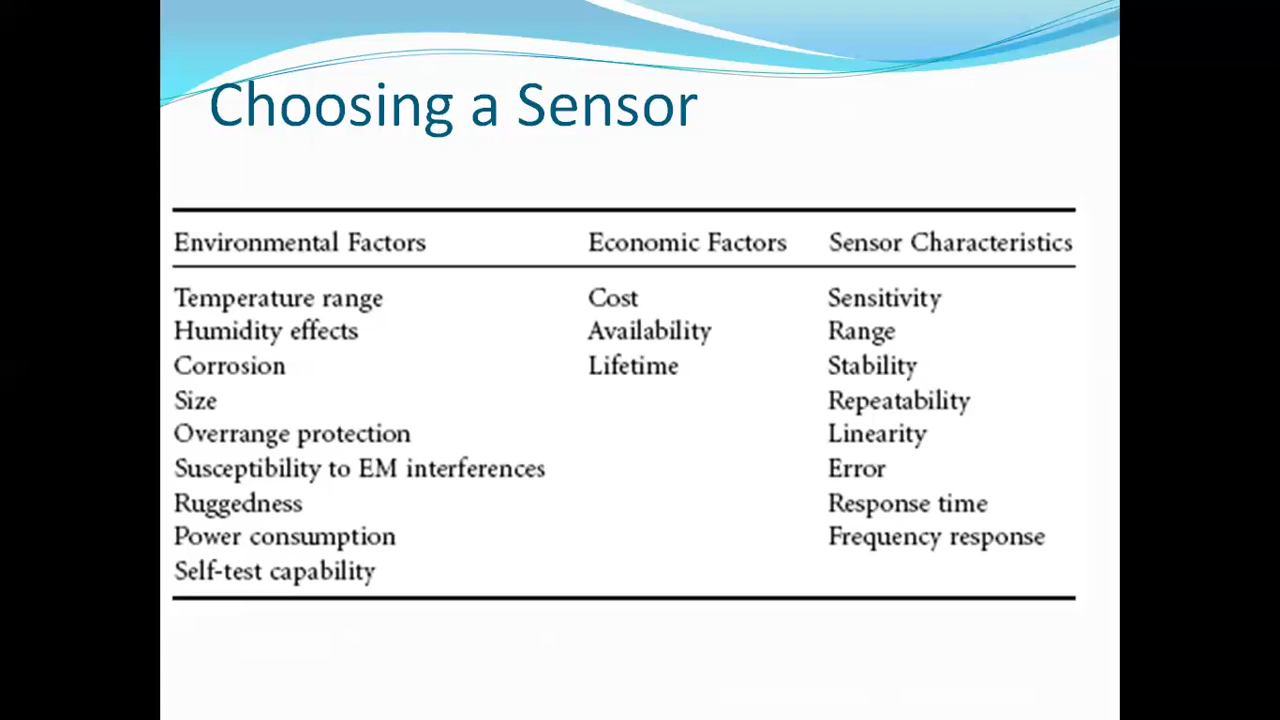 Choosing a Sensor
Environmental Factors Economic Factors Sensor Characteristics
Temperature range Cost Sensitivity
Humidity effects Availability Range
Corrosion Lifetime Stability
Size Repeatability
Overrange protection Linearity
Susceptibility to EM interferences Error
Ruggedness Response time
Power consumption Frequency response
Self-test capability